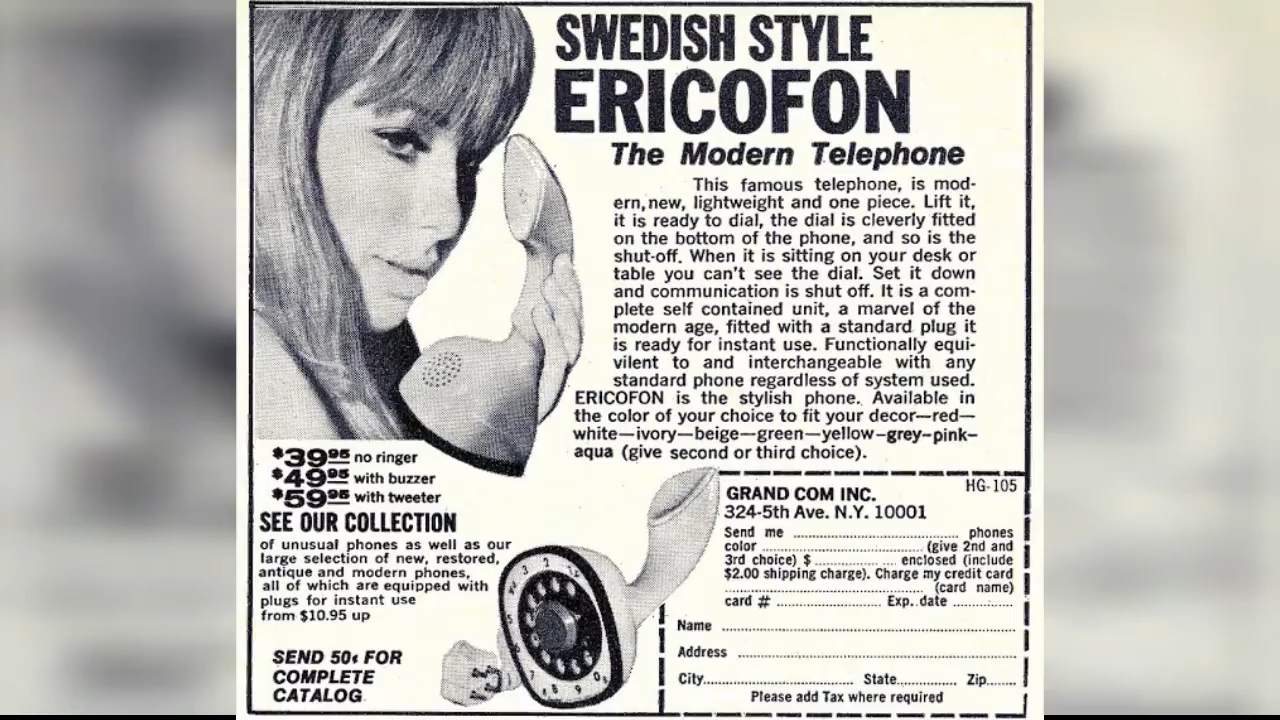 SWEDISH STYLE
ERICOFON
The Modern Telephone
This famous telephone, is mod-
ern, new, lightweight and one piece. Lift it,
it is ready to dial, the dial is cleverly fitted
on the bottom of the phone, and so is the
shut-off. When it is sitting on your desk or
table you can't see the dial. Set it down
and communication is shut off. It is a com-
plete self contained unit, a marvel of the
modern age, fitted with a standard plug it
is ready for instant use. Functionally equi-
vilent to and interchangeable with any
standard phone regardless of system used.
ERICOFON is the stylish phone. Available in
the color of your choice to fit your decor—red—
white—ivory—beige—green—yellow—grey-pink-
aqua (give second or third choice).
$39.95 no ringer
$49.95 with buzzer
$59.95 with tweeter
SEE OUR COLLECTION
of unusual phones as well as our
large selection of new, restored,
antique and modern phones,
all of which are equipped with
plugs for instant use
from $10.95 up
SEND 50¢ FOR
COMPLETE
CATALOG
HG-105
GRAND COM INC.
324-5th Ave. N.Y. 10001
Send me ........................ phones
color ........................ (give 2nd and
3rd choice) $ ............ enclosed (include
$2.00 shipping charge). Charge my credit card
........................ (card name)
card # ............ Exp. date ............
Name ........................
Address ........................
City............ State............ Zip......
Please add Tax where required